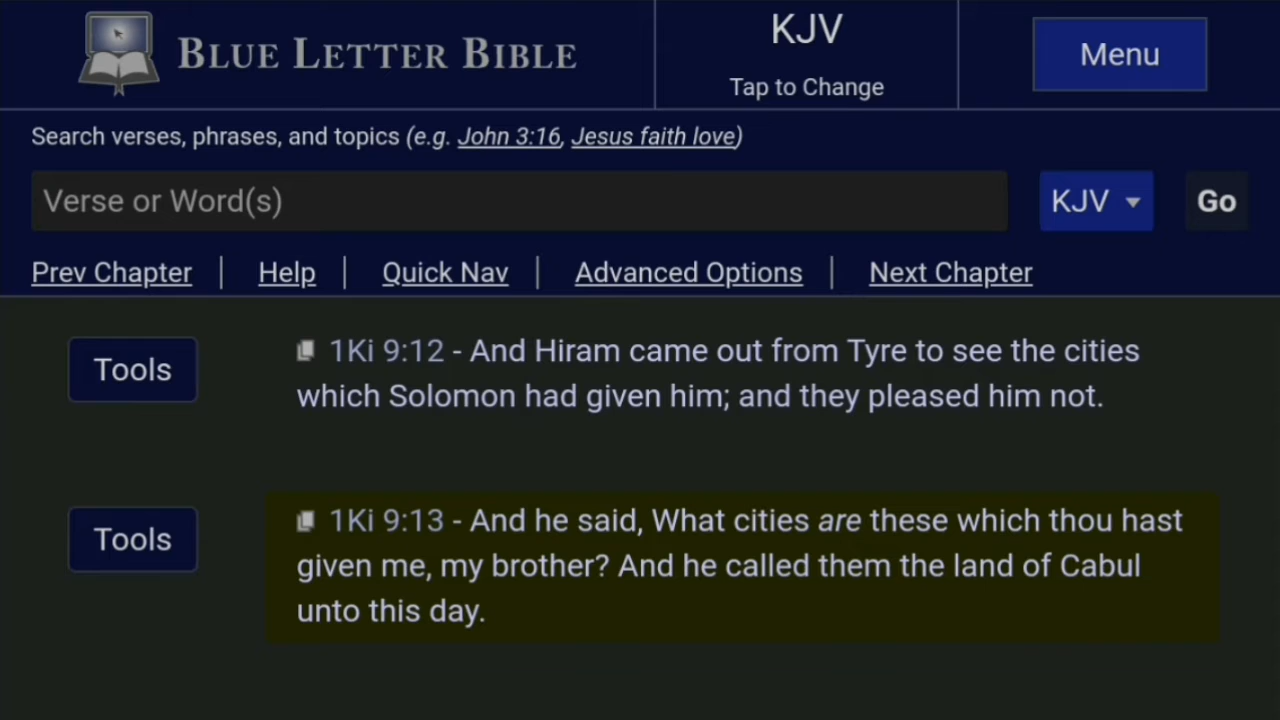 BLUE LETTER BIBLE
KJV
Tap to Change
Menu
Search verses, phrases, and topics (e.g. John 3:16, Jesus faith love)
Verse or Word(s)
KJV
Go
Prev Chapter | Help | Quick Nav | Advanced Options | Next Chapter
Tools
1Ki 9:12 - And Hiram came out from Tyre to see the cities
which Solomon had given him; and they pleased him not.
Tools
1Ki 9:13 - And he said, What cities are these which thou hast
given me, my brother? And he called them the land of Cabul
unto this day.